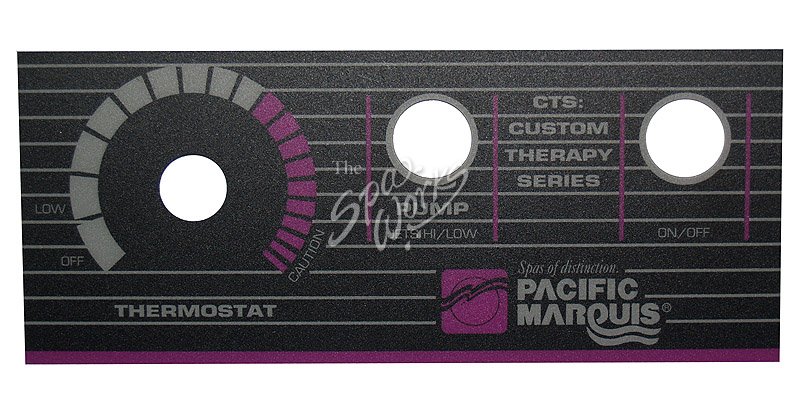 CTS:
CUSTOM
THERAPY
SERIES
The
Spa
Works
LOW
OFF
CAUTION
PUMP
JETS/HI/LOW
ON/OFF
THERMOSTAT
Spas of distinction.
PACIFIC
MARQUIS®